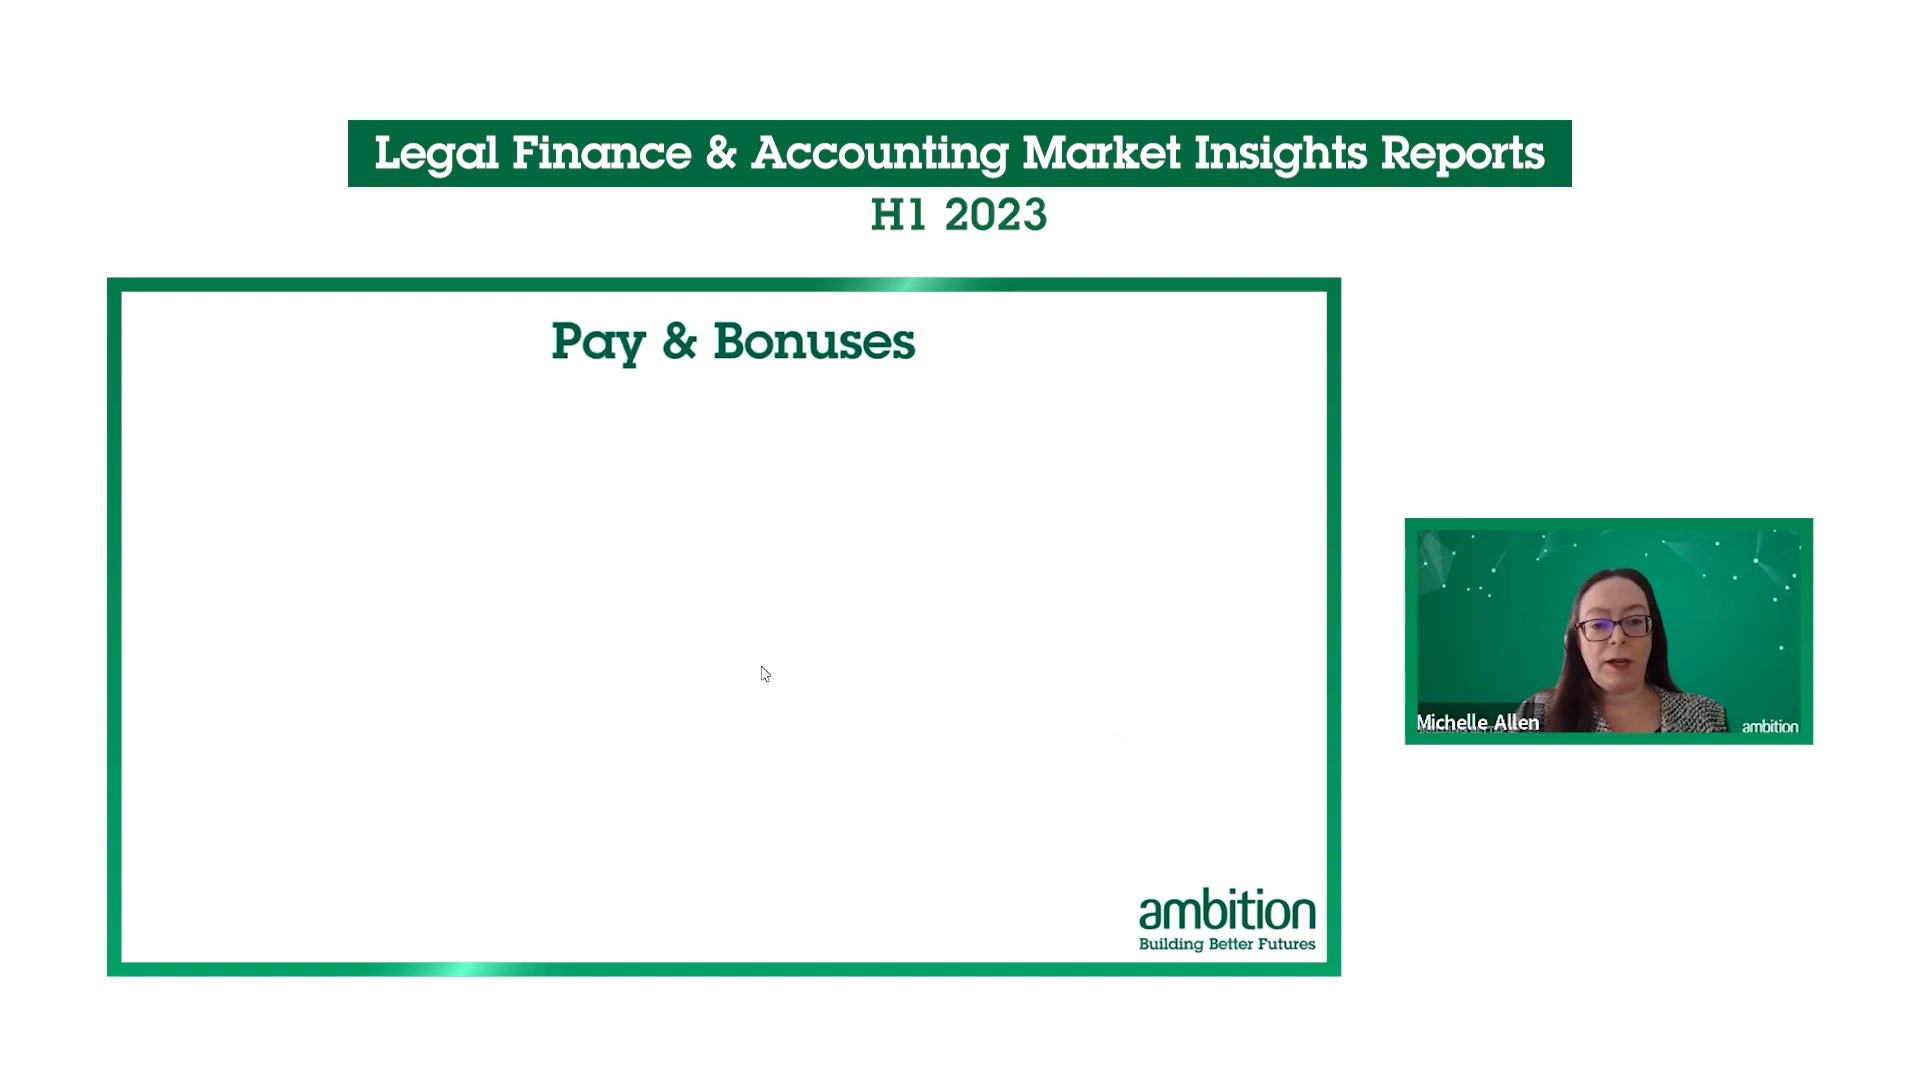 Legal Finance & Accounting Market Insights Reports
H1 2023
Pay & Bonuses
Michelle Allen
ambition
ambition
Building Better Futures